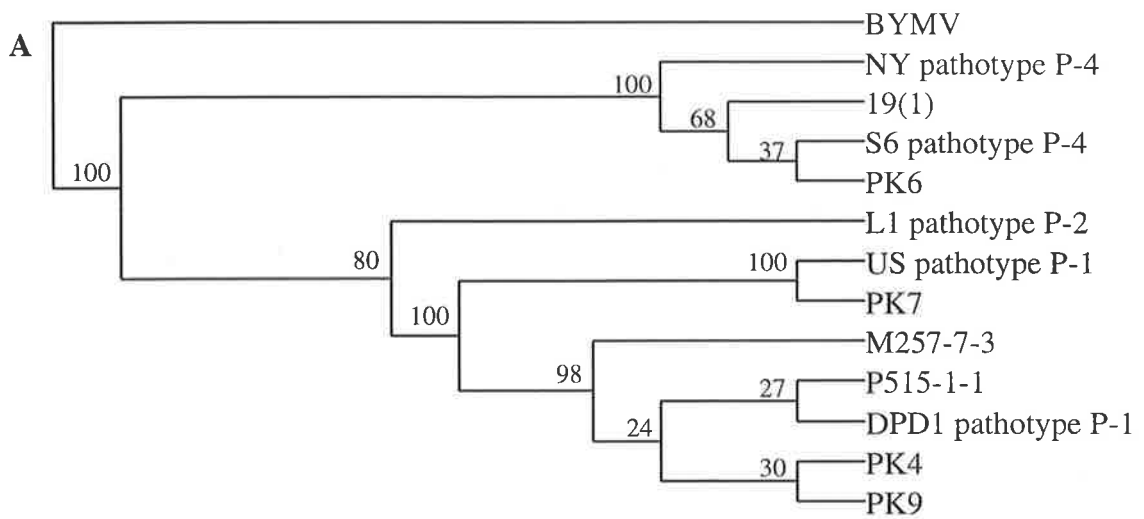 A
BYMV
NY pathotype P-4
100
19(1)
68
S6 pathotype P-4
37
PK6
100
L1 pathotype P-2
80
US pathotype P-1
100
PK7
100
M257-7-3
98
P515-1-1
27
DPD1 pathotype P-1
24
PK4
30
PK9